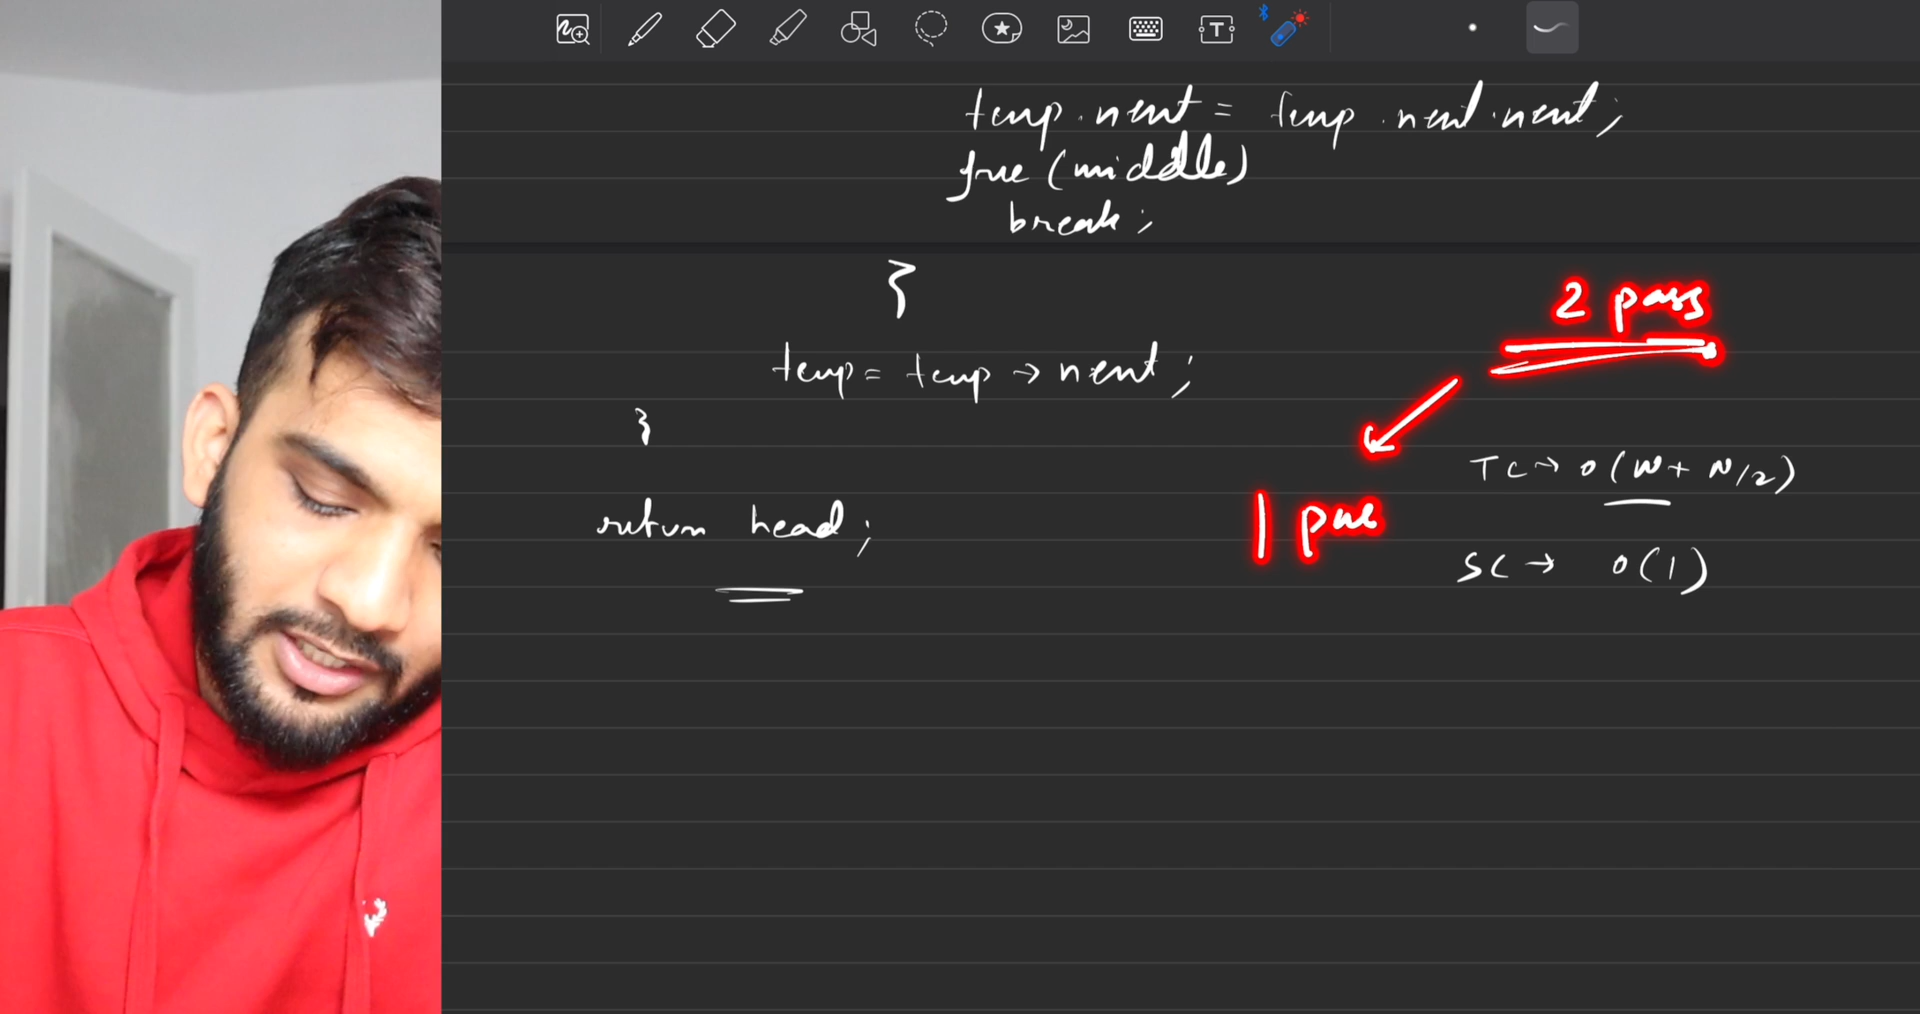 temp.next = temp.next.next;
free (middle)
break;
}
temp = temp → next;
}
return head;
2 pass
1 pass
TC → O(N + N/2)
SC → O(1)